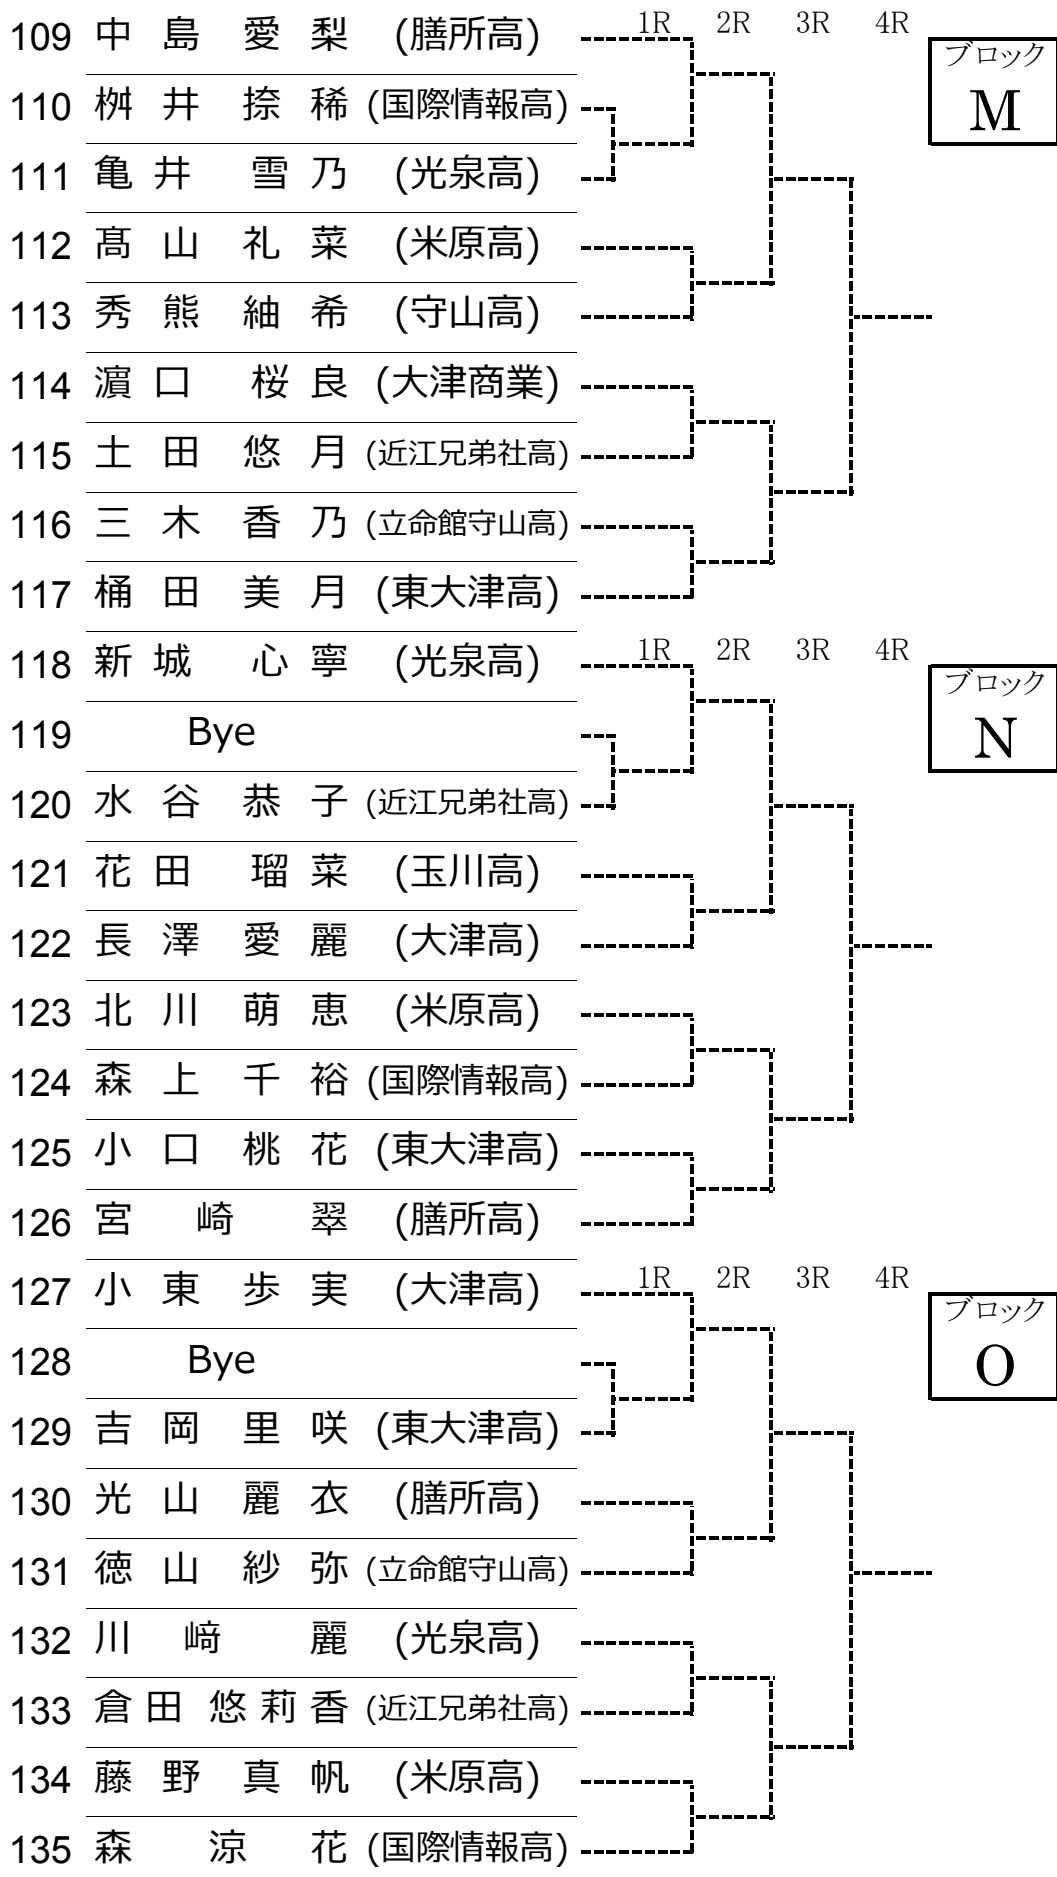 1R 2R 3R 4R
109 中島 愛梨 (膳所高)
ブロック
M
110 桝井 捺稀 (国際情報高)
111 亀井 雪乃 (光泉高)
112 髙山 礼菜 (米原高)
113 秀熊 紬希 (守山高)
114 濵口 桜良 (大津商業)
115 土田 悠月 (近江兄弟社高)
116 三木 香乃 (立命館守山高)
117 桶田 美月 (東大津高)
1R 2R 3R 4R
118 新城 心寧 (光泉高)
ブロック
N
119 Bye
120 水谷 恭子 (近江兄弟社高)
121 花田 瑠菜 (玉川高)
122 長澤 愛麗 (大津高)
123 北川 萌恵 (米原高)
124 森上 千裕 (国際情報高)
125 小口 桃花 (東大津高)
126 宮崎 翠 (膳所高)
1R 2R 3R 4R
127 小東 歩実 (大津高)
ブロック
O
128 Bye
129 吉岡 里咲 (東大津高)
130 光山 麗衣 (膳所高)
131 徳山 紗弥 (立命館守山高)
132 川﨑 麗 (光泉高)
133 倉田 悠莉香 (近江兄弟社高)
134 藤野 真帆 (米原高)
135 森 涼花 (国際情報高)